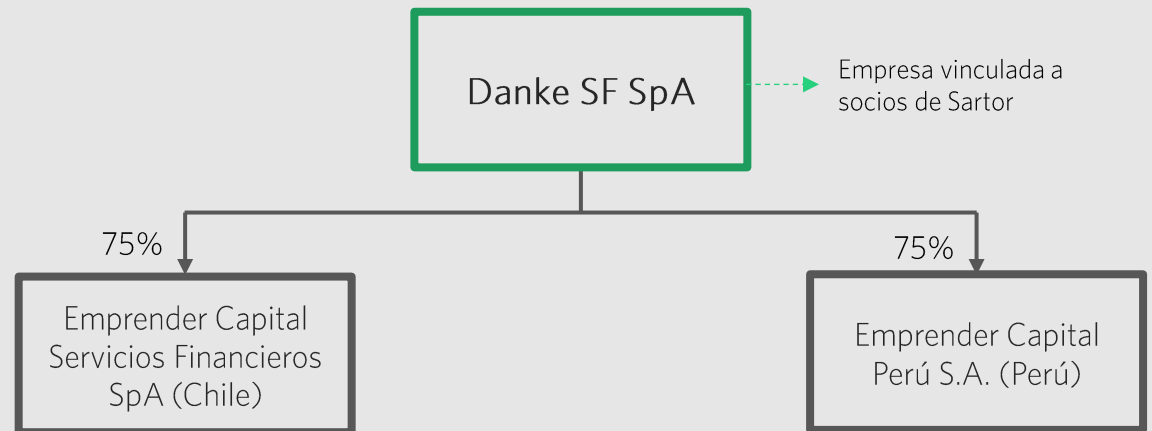 Danke SF SpA
Empresa vinculada a
socios de Sartor
75%
75%
Emprender Capital
Servicios Financieros
SpA (Chile)
Emprender Capital
Perú S.A. (Perú)